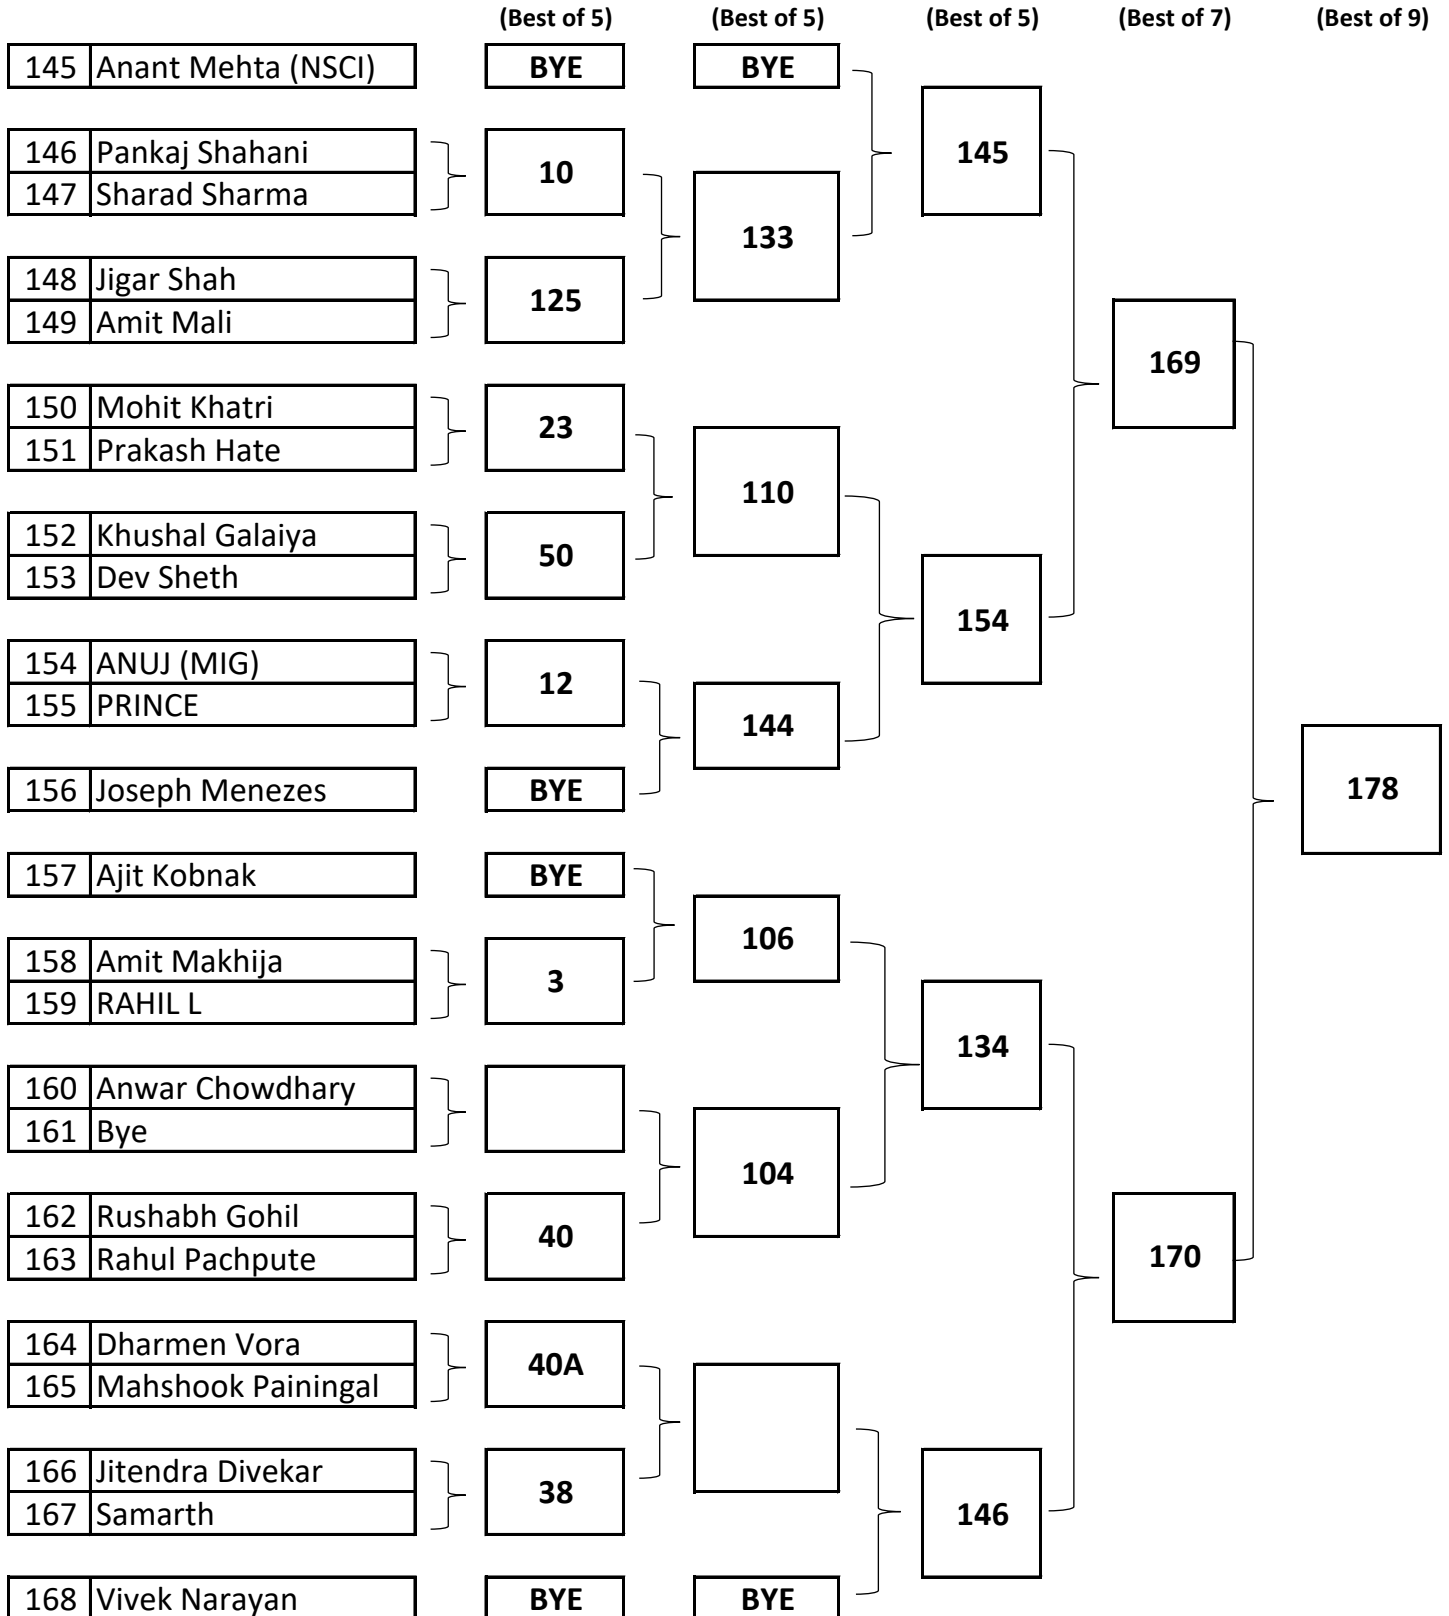 (Best of 5) (Best of 5) (Best of 5) (Best of 7) (Best of 9)
145 Anant Mehta (NSCI) BYE BYE
146 Pankaj Shahani
147 Sharad Sharma
10
145
148 Jigar Shah
149 Amit Mali
125
133
150 Mohit Khatri
151 Prakash Hate
23
169
152 Khushal Galaiya
153 Dev Sheth
50
110
154 ANUJ (MIG)
155 PRINCE
12
154
144
156 Joseph Menezes BYE
178
157 Ajit Kobnak BYE
106
158 Amit Makhija
159 RAHIL L
3
134
160 Anwar Chowdhary
161 Bye
104
162 Rushabh Gohil
163 Rahul Pachpute
40
170
164 Dharmen Vora
165 Mahshook Painingal
40A
166 Jitendra Divekar
167 Samarth
38
146
168 Vivek Narayan BYE BYE